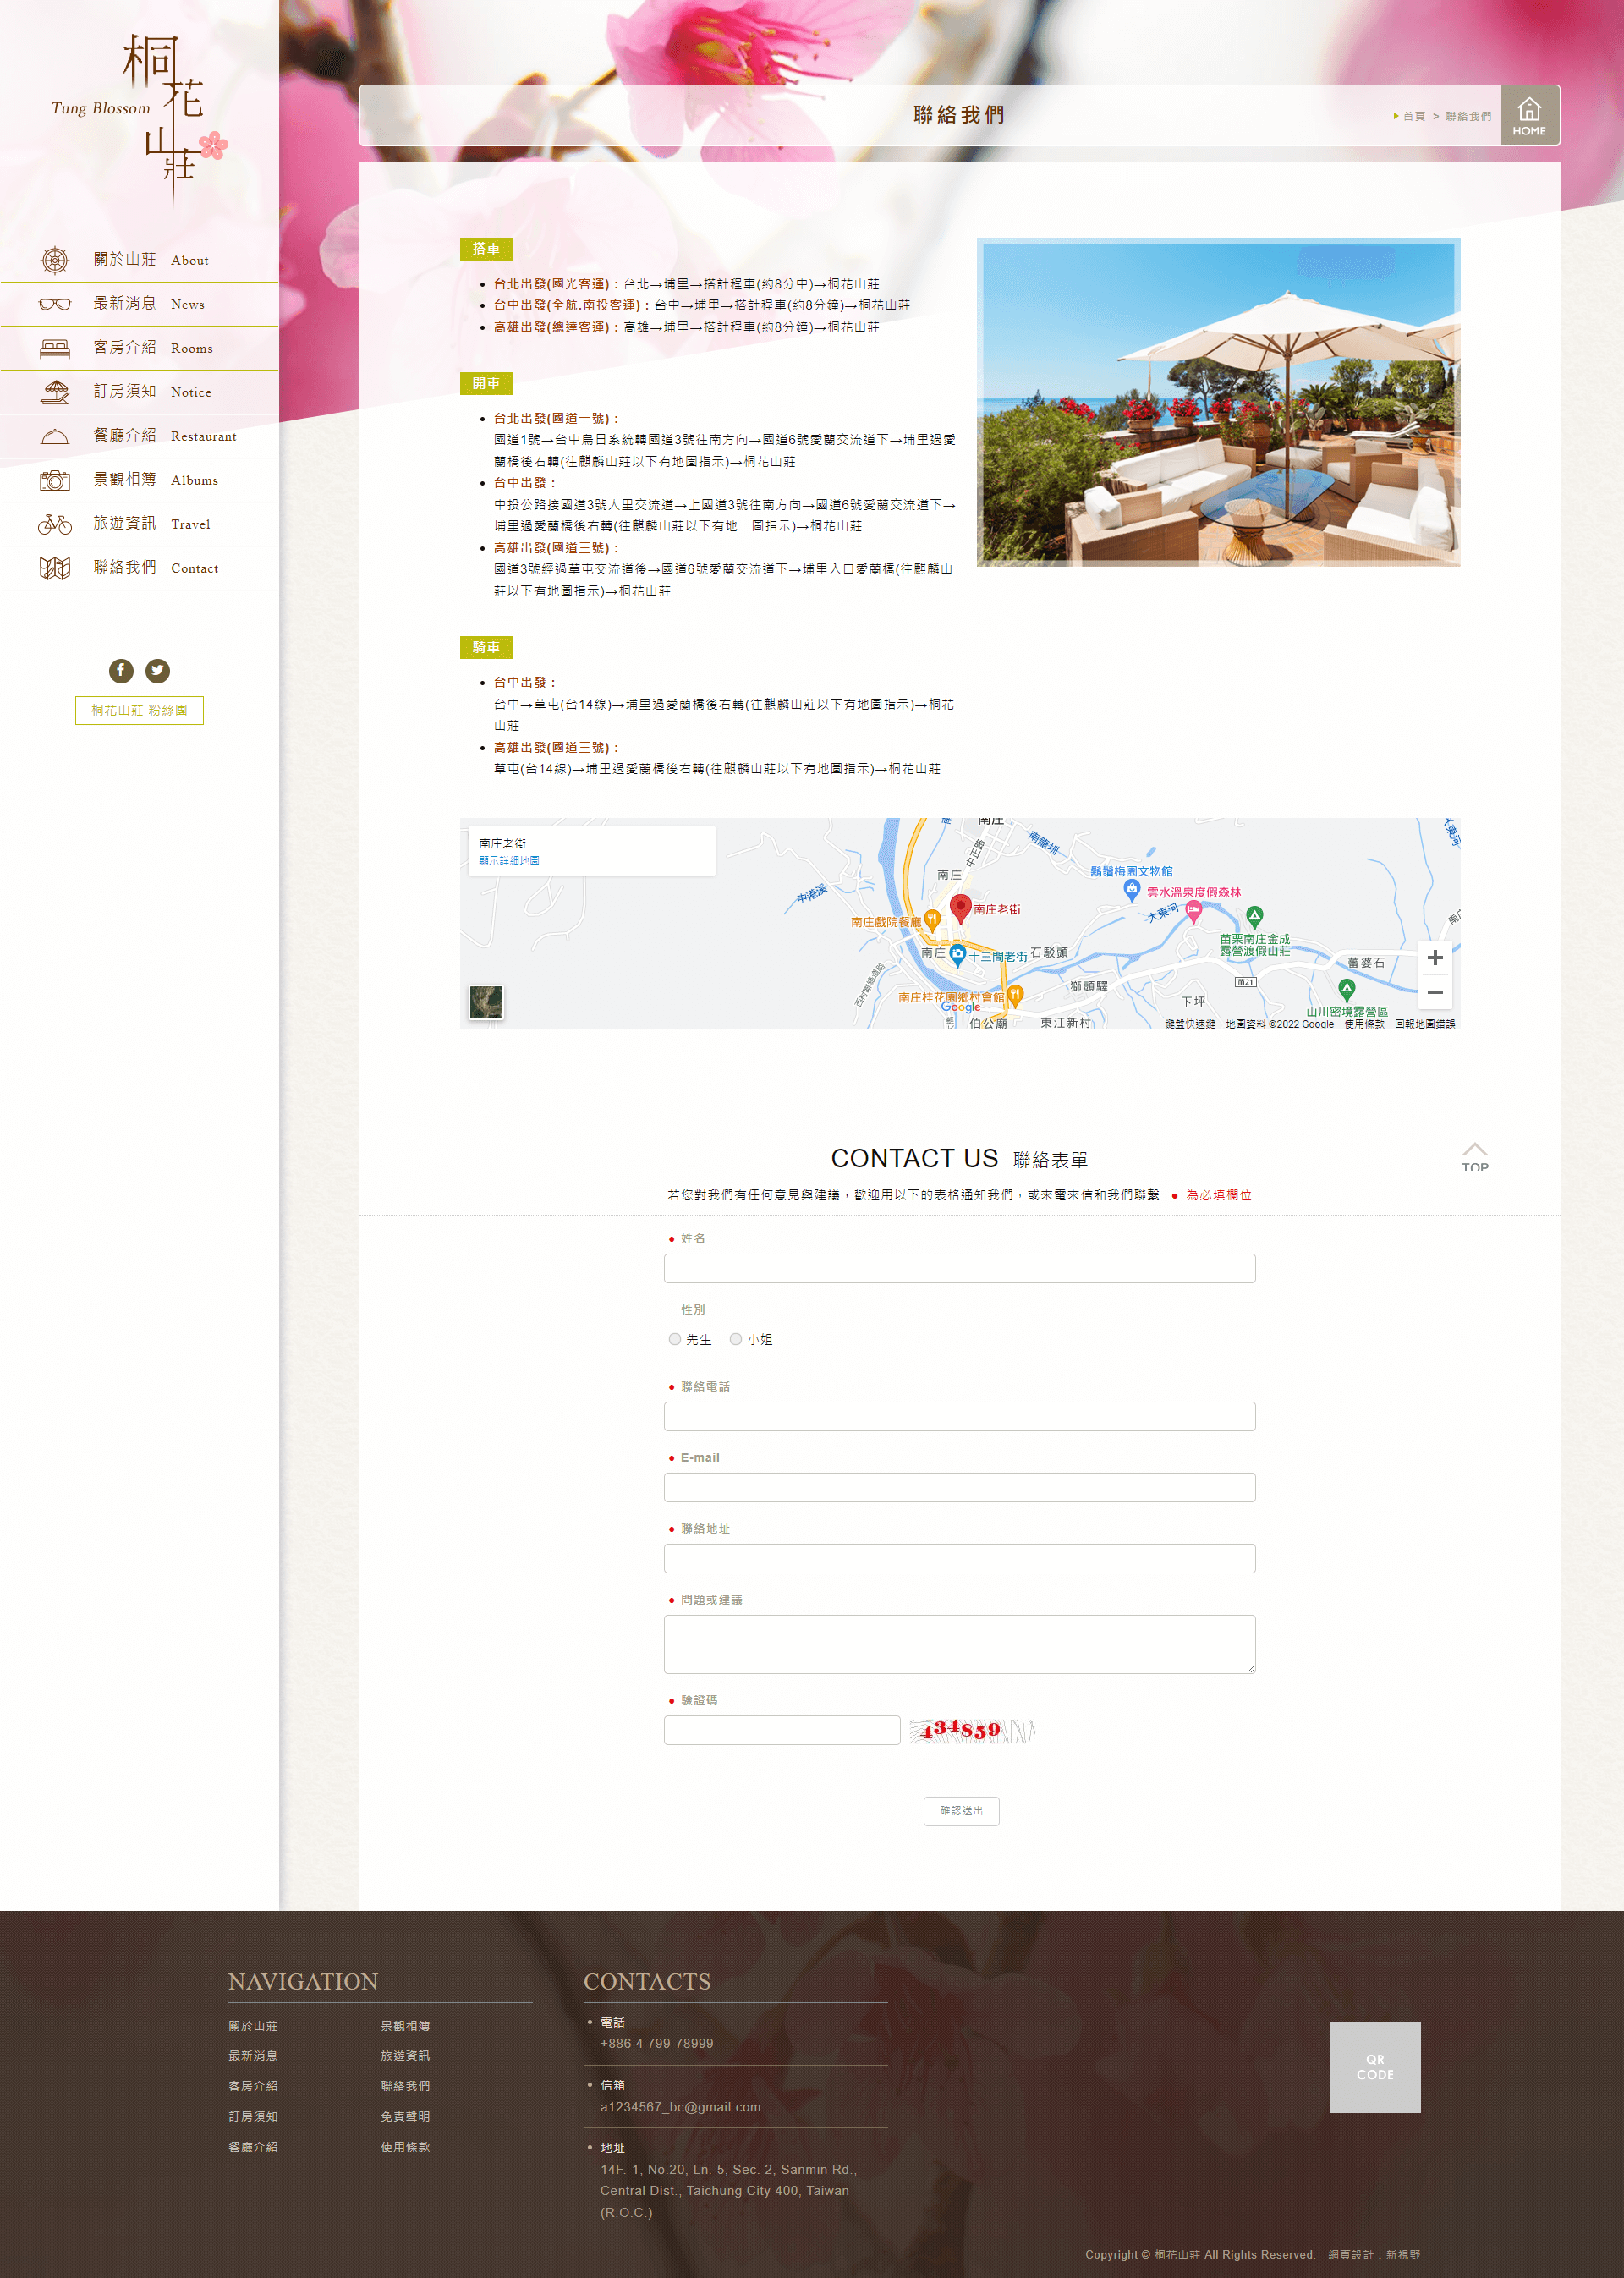 桐花山莊
Tung Blossom
關於山莊 About
最新消息 News
客房介紹 Rooms
訂房須知 Notice
餐廳介紹 Restaurant
景觀相簿 Albums
旅遊資訊 Travel
聯絡我們 Contact
桐花山莊 粉絲團
聯絡我們
首頁 > 聯絡我們
HOME
搭車
台北出發(國光客運)：台北→埔里→搭計程車(約8分中)→桐花山莊
台中出發(全航.南投客運)：台中→埔里→搭計程車(約8分鐘)→桐花山莊
高雄出發(總達客運)：高雄→埔里→搭計程車(約8分鐘)→桐花山莊
開車
台北出發(國道一號)：
國道1號→台中烏日系統轉國道3號往南方向→國道6號愛蘭交流道下→埔里過愛
蘭橋後右轉(往麒麟山莊以下有地圖指示)→桐花山莊
台中出發：
中投公路接國道3號大里交流道→上國道3號往南方向→國道6號愛蘭交流道下→
埔里過愛蘭橋後右轉(往麒麟山莊以下有地　圖指示)→桐花山莊
高雄出發(國道三號)：
國道3號經過草屯交流道後→國道6號愛蘭交流道下→埔里入口愛蘭橋(往麒麟山
莊以下有地圖指示)→桐花山莊
騎車
台中出發：
台中→草屯(台14線)→埔里過愛蘭橋後右轉(往麒麟山莊以下有地圖指示)→桐花
山莊
高雄出發(國道三號)：
草屯(台14線)→埔里過愛蘭橋後右轉(往麒麟山莊以下有地圖指示)→桐花山莊
南庄老街
顯示詳細地圖
南庄
中正路
南龍圳
大東河
南庄
鬍鬚梅園文物館
中港溪
雲水溫泉度假森林
南庄老街
大東河
南庄戲院餐廳
苗栗南庄金成
露營渡假山莊
南庄
十三間老街
石駁頭
蕃婆石
西村聯絡道路
獅頭驛
苗21
南庄桂花園鄉村會館
下坪
Google
山川密境露營區
伯公廟
東江新村
鍵盤快速鍵 地圖資料 ©2022 Google 使用條款 回報地圖錯誤
CONTACT US 聯絡表單
TOP
若您對我們有任何意見與建議，歡迎用以下的表格通知我們，或來電來信和我們聯繫 ● 為必填欄位
● 姓名
性別
先生 小姐
● 聯絡電話
● E-mail
● 聯絡地址
● 問題或建議
● 驗證碼
434859
確認送出
NAVIGATION
關於山莊 景觀相簿
最新消息 旅遊資訊
客房介紹 聯絡我們
訂房須知 免責聲明
餐廳介紹 使用條款
CONTACTS
電話
+886 4 799-78999
信箱
a1234567_bc@gmail.com
地址
14F.-1, No.20, Ln. 5, Sec. 2, Sanmin Rd.,
Central Dist., Taichung City 400, Taiwan
(R.O.C.)
QR
CODE
Copyright © 桐花山莊 All Rights Reserved. 網頁設計：新視野